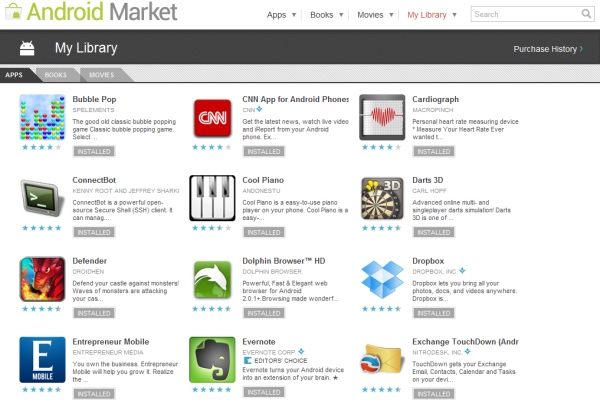 Android Market
Apps Books Movies My Library Search
My Library
Purchase History
APPS BOOKS MOVIES
Bubble Pop
SPELEMENTS
The good old classic bubble popping
game Classic bubble popping game.
Select ...
INSTALLED
CNN App for Android Phones
CNN
Get the latest news, watch live video
and iReport from your Android
phone. Ex...
INSTALLED
Cardiograph
MACROPINCH
Personal heart rate measuring device
* Measure Your Heart Rate Ever
wanted t...
INSTALLED
ConnectBot
KENNY ROOT AND JEFFREY SHARKI
ConnectBot is a powerful open-
source Secure Shell (SSH) client. It
can manag...
INSTALLED
Cool Piano
ANDONESTU
Cool Piano is a easy-to-use piano
player on your phone. Cool Piano is
a easy-...
INSTALLED
3D
Darts 3D
CARL HOPF
Advanced online multi- and
singleplayer darts simulation! Darts
3D is one of ...
INSTALLED
Defender
DROIDHEN
Defend your castle against monsters!
Waves of monsters are attacking
your cas...
INSTALLED
Dolphin Browser™ HD
DOLPHIN BROWSER
Powerful, Fast & Elegant web
browser for Android
2.0.1+.Browsing made wonderf...
INSTALLED
Dropbox
DROPBOX, INC.
Dropbox lets you bring all your
photos, docs, and videos anywhere.
Dropbox is...
INSTALLED
E
MOBILE
Entrepreneur Mobile
ENTREPRENEUR MEDIA
You own the business. Entrepreneur
Mobile will help you grow it. Realize
the ...
INSTALLED
Evernote
EVERNOTE CORP.
EDITORS' CHOICE
Evernote turns your Android device
into an extension of your brain. ★
INSTALLED
Exchange TouchDown (Andr
NITRODESK, INC
TouchDown gets your Exchange
Email, Contacts, Calendar and Tasks
on your devi...
INSTALLED